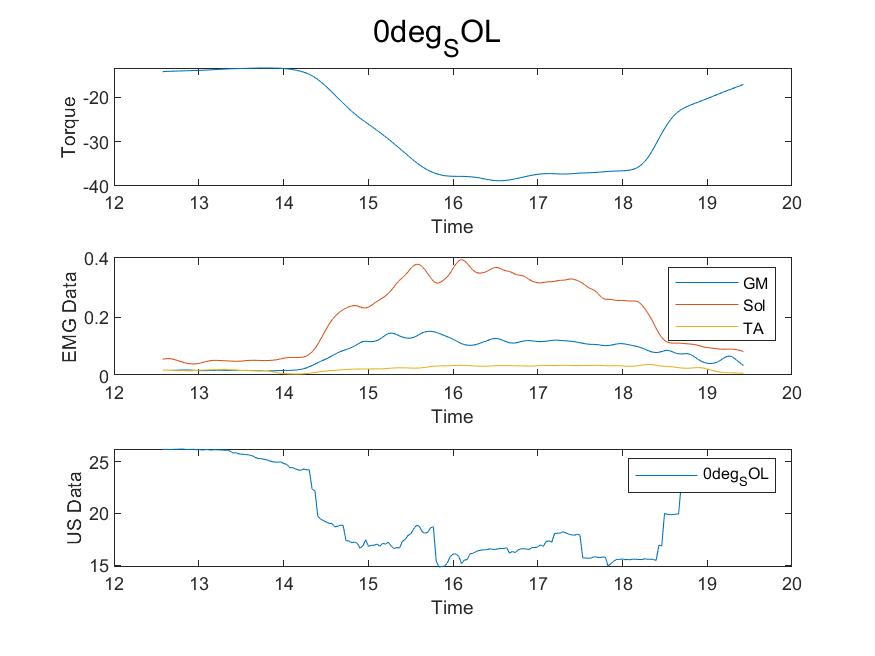 0deg_SOL
-20
-30
-40
Torque
12 13 14 15 16 17 18 19 20
Time
0.4
0.2
0
EMG Data
GM
Sol
TA
12 13 14 15 16 17 18 19 20
Time
25
20
15
US Data
0deg_SOL
12 13 14 15 16 17 18 19 20
Time